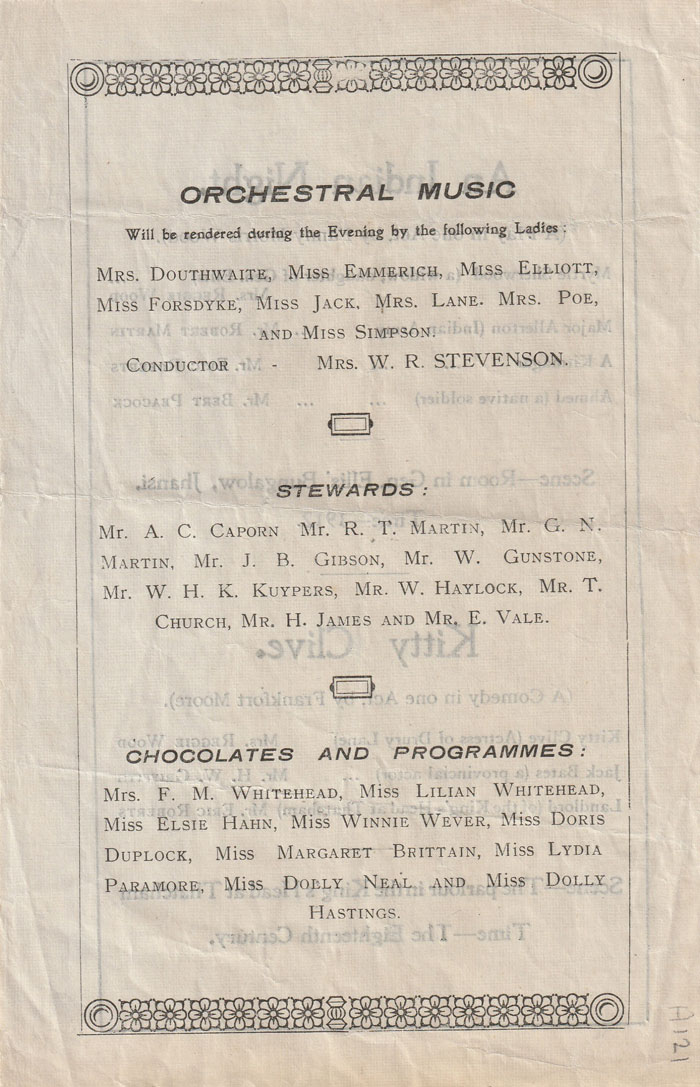 ORCHESTRAL MUSIC
Will be rendered during the Evening by the following Ladies:
Mrs. Douthwaite, Miss Emmerich, Miss Elliott,
Miss Forsdyke, Miss Jack, Mrs. Lane. Mrs. Poe,
and Miss Simpson.
Conductor - Mrs. W. R. STEVENSON.
STEWARDS:
Mr. A. C. Caporn Mr. R. T. Martin, Mr. G. N.
Martin, Mr. J. B. Gibson, Mr. W. Gunstone,
Mr. W. H. K. Kuypers, Mr. W. Haylock, Mr. T.
Church, Mr. H. James and Mr. E. Vale.
CHOCOLATES AND PROGRAMMES:
Mrs. F. M. Whitehead, Miss Lilian Whitehead,
Miss Elsie Hahn, Miss Winnie Wever, Miss Doris
Duplock, Miss Margaret Brittain, Miss Lydia
Paramore, Miss Dolly Neal and Miss Dolly
Hastings.
A121